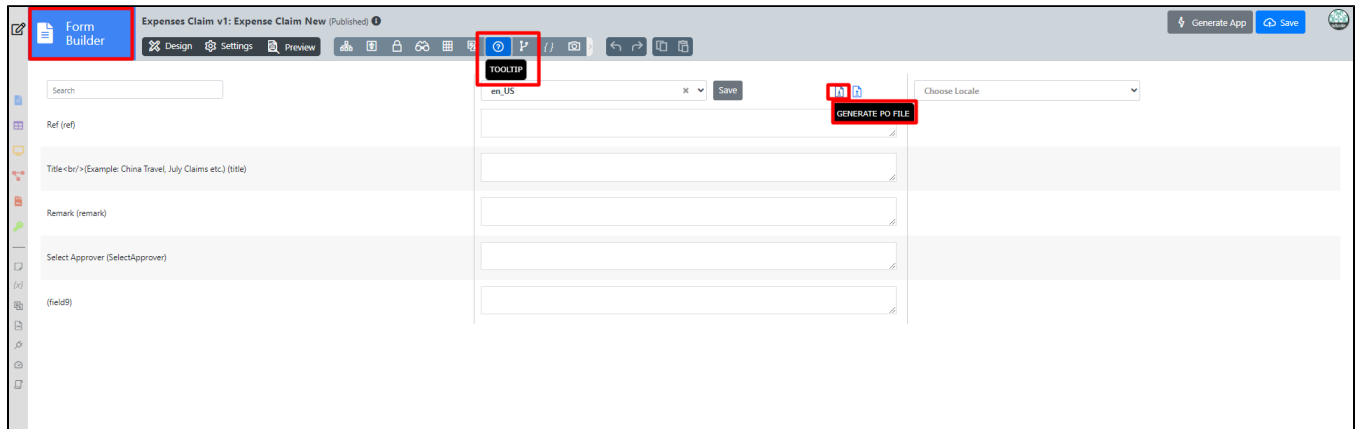 Form
Builder
Expenses Claim v1: Expense Claim New (Published)
Generate App
Save
Design
Settings
Preview
TOOLTIP
Search
en_US
Save
Choose Locale
GENERATE PO FILE
Ref (ref)
Title<br/>(Example: China Travel, July Claims etc.) (title)
Remark (remark)
Select Approver (SelectApprover)
(field9)